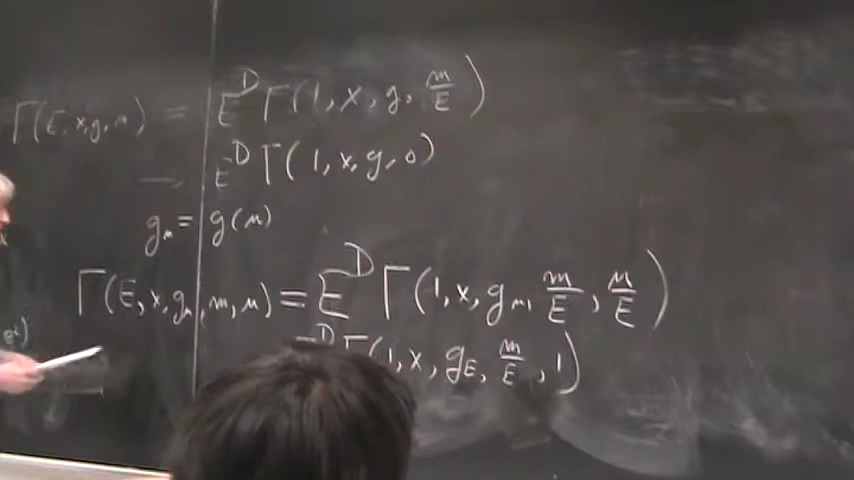 Γ(E, x, g, m) = E^D Γ(1, x, g, m/E)
→ E^D Γ(1, x, g, 0)
g_μ = g(μ)
Γ(E, x, g_μ, m, μ) = E^D Γ(1, x, g_μ, m/E, μ/E)
= E^D Γ(1, x, g_E, m/E, 1)